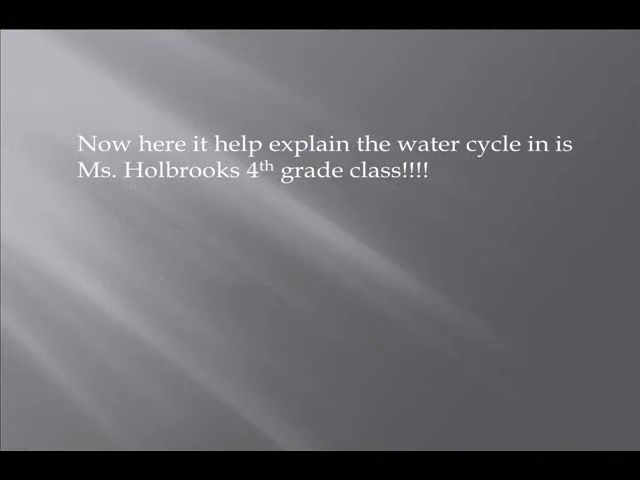 Now here it help explain the water cycle in is
Ms. Holbrooks 4th grade class!!!!